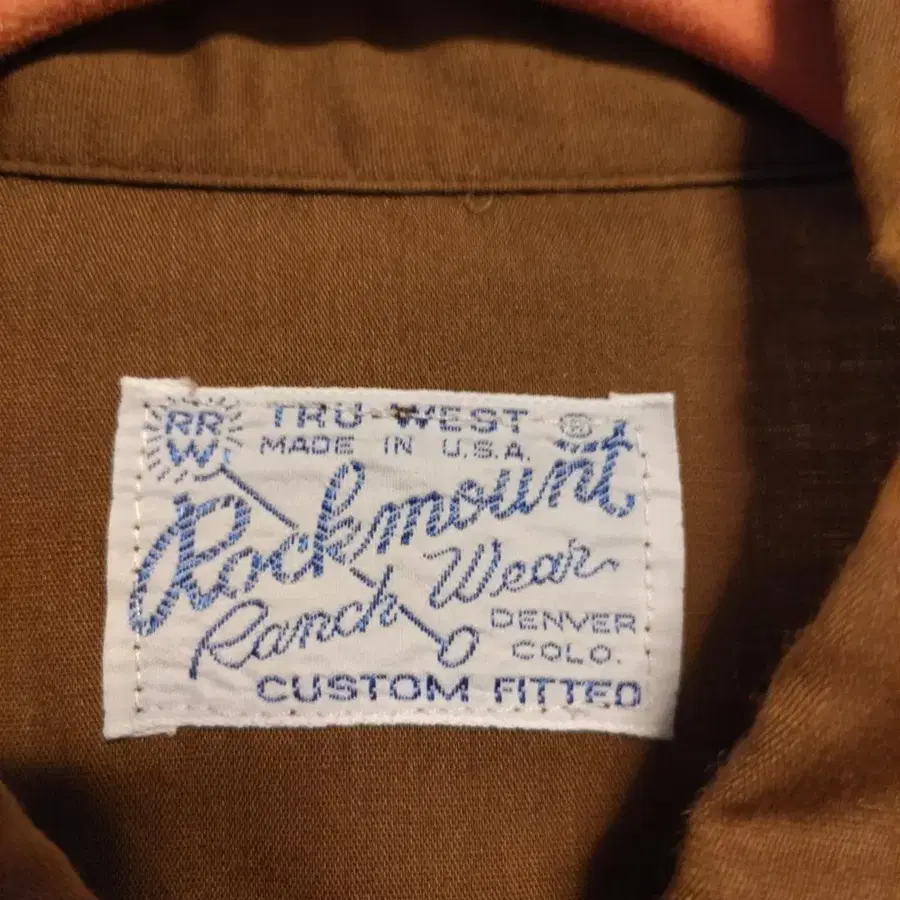 RR
W
TRU-WEST ®
MADE IN U.S.A.
Rockmount
Ranch Wear
DENVER
COLO.
CUSTOM FITTED